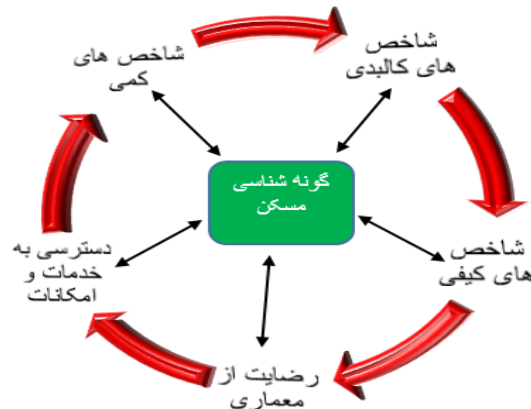 شاخص
های کالبدی
شاخص های
کمی
گونه شناسی
مسکن
دسترسی به
خدمات و
امکانات
شاخص
های کیفی
رضایت از
معماری